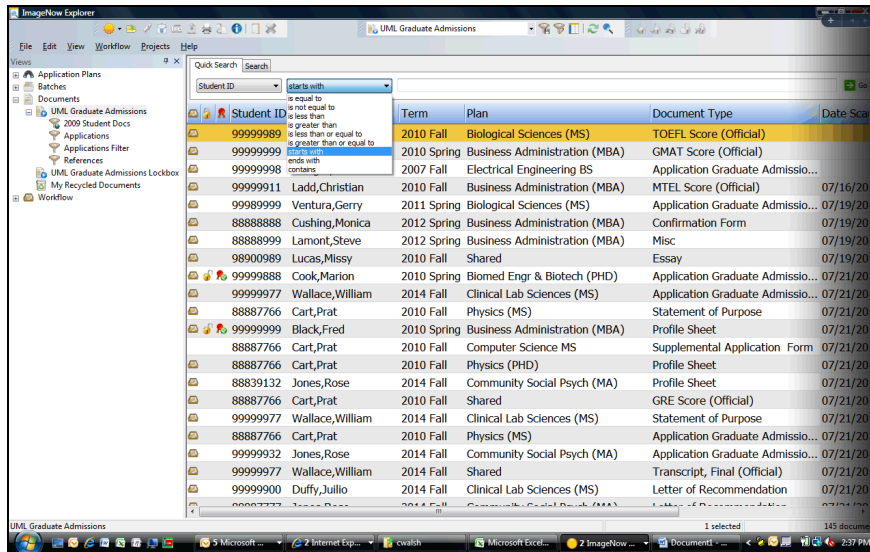 ImageNow Explorer
UML Graduate Admissions
File Edit View Workflow Projects Help
Views
Application Plans
Batches
Documents
UML Graduate Admissions
2009 Student Docs
Applications
Applications Filter
References
UML Graduate Admissions Lockbox
My Recycled Documents
Workflow
Quick Search Search
Student ID starts with Go
is equal to
is not equal to
is less than
is greater than
is less than or equal to
is greater than or equal to
starts with
ends with
contains
Student ID Term Plan Document Type Date Scan
99999989 2010 Fall Biological Sciences (MS) TOEFL Score (Official)
99999999 2010 Spring Business Administration (MBA) GMAT Score (Official)
99999998 2007 Fall Electrical Engineering BS Application Graduate Admissio...
99999911 Ladd,Christian 2010 Fall Business Administration (MBA) MTEL Score (Official) 07/16/20
99989999 Ventura,Gerry 2011 Spring Biological Sciences (MS) Application Graduate Admissio... 07/19/20
88888888 Cushing,Monica 2012 Spring Business Administration (MBA) Confirmation Form 07/19/20
88888999 Lamont,Steve 2012 Spring Business Administration (MBA) Misc 07/19/20
98900989 Lucas,Missy 2010 Fall Shared Essay 07/19/20
99999888 Cook,Marion 2010 Spring Biomed Engr & Biotech (PHD) Application Graduate Admissio... 07/21/20
99999977 Wallace,William 2014 Fall Clinical Lab Sciences (MS) Application Graduate Admissio... 07/21/20
88887766 Cart,Prat 2010 Fall Physics (MS) Statement of Purpose 07/21/20
99999999 Black,Fred 2010 Spring Business Administration (MBA) Profile Sheet 07/21/20
88887766 Cart,Prat 2010 Fall Computer Science MS Supplemental Application Form 07/21/20
88887766 Cart,Prat 2010 Fall Physics (PHD) Profile Sheet 07/21/20
88839132 Jones,Rose 2014 Fall Community Social Psych (MA) Profile Sheet 07/21/20
88887766 Cart,Prat 2010 Fall Shared GRE Score (Official) 07/21/20
99999977 Wallace,William 2014 Fall Clinical Lab Sciences (MS) Statement of Purpose 07/21/20
88887766 Cart,Prat 2010 Fall Physics (MS) Application Graduate Admissio... 07/21/20
99999932 Jones,Rose 2014 Fall Community Social Psych (MA) Application Graduate Admissio... 07/21/20
99999977 Wallace,William 2014 Fall Shared Transcript, Final (Official) 07/21/20
99999900 Duffy,Juilio 2014 Fall Clinical Lab Sciences (MS) Letter of Recommendation 07/21/20
UML Graduate Admissions 1 selected 145 docume
5 Microsoft ... 2 Internet Exp... cwalsh Microsoft Excel... 2 ImageNow ... Document1 - ... 2:37 PM